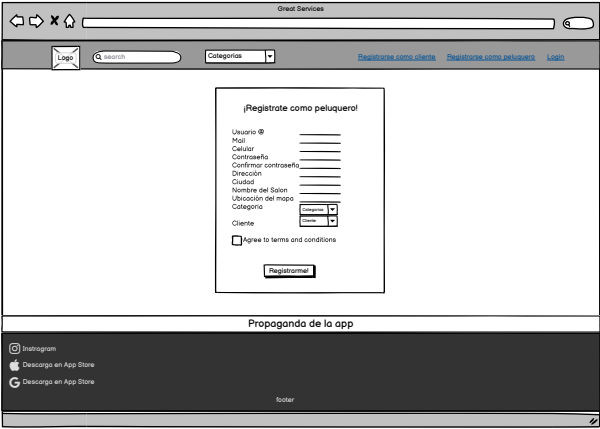 Great Services
Logo
search
Categorias
Registrarse como cliente
Registrarse como peluquero
Login
¡Registrate como peluquero!
Usuario @
Mail
Celular
Contraseña
Confirmar contraseña
Dirección
Ciudad
Nombre del Salon
Ubicación del mapa
Categoria
Categorias
Cliente
Cliente
Agree to terms and conditions
Registrarme!
Propaganda de la app
Instragram
Descarga en App Store
Descarga en App Store
footer